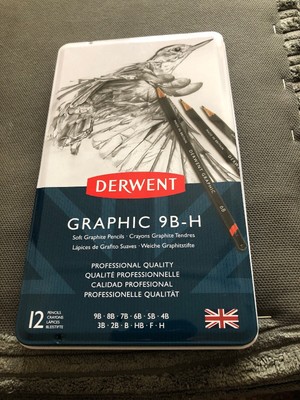 DERWENT
GRAPHIC 9B-H
Soft Graphite Pencils · Crayons Graphite Tendres
Lápices de Grafito Suaves · Weiche Graphitstifte
PROFESSIONAL QUALITY
QUALITÉ PROFESSIONNELLE
CALIDAD PROFESIONAL
PROFESSIONELLE QUALITÄT
12 PENCILS
CRAYONS
LÁPICES
BLEISTIFTE
9B · 8B · 7B · 6B · 5B · 4B
3B · 2B · B · HB · F · H